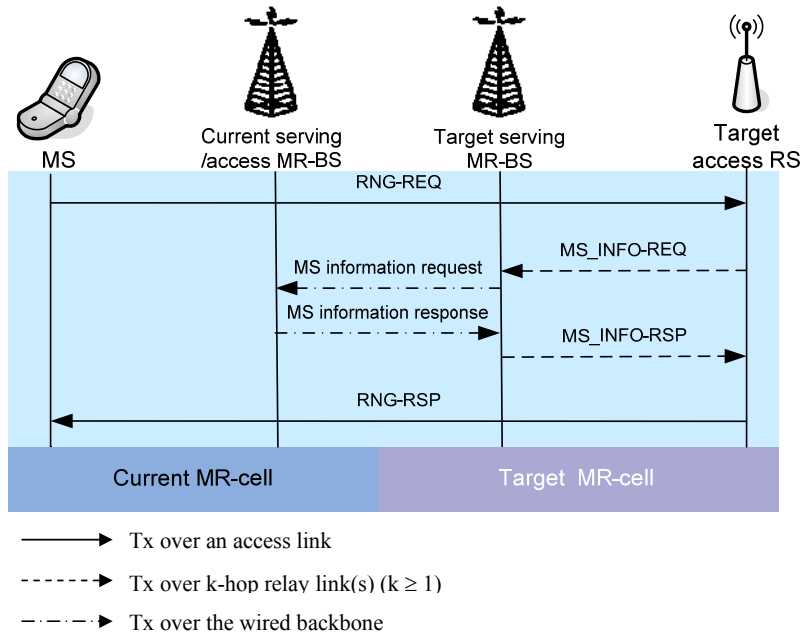 MS
Current serving
/access MR-BS
Target serving
MR-BS
Target
access RS
RNG-REQ
MS_INFO-REQ
MS information request
MS information response
MS_INFO-RSP
RNG-RSP
Current MR-cell
Target MR-cell
Tx over an access link
Tx over k-hop relay link(s) (k ≥ 1)
Tx over the wired backbone